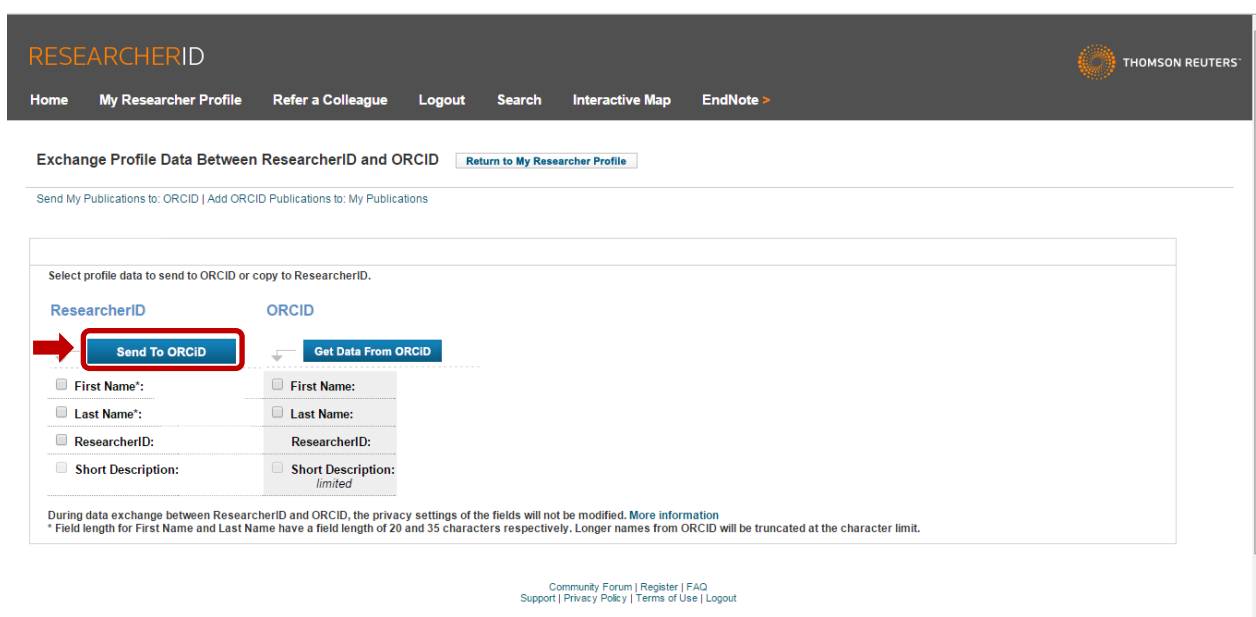 RESEARCHERID
THOMSON REUTERS™
Home My Researcher Profile Refer a Colleague Logout Search Interactive Map EndNote >
Exchange Profile Data Between ResearcherID and ORCID Return to My Researcher Profile
Send My Publications to: ORCID | Add ORCID Publications to: My Publications
Select profile data to send to ORCID or copy to ResearcherID.
ResearcherID ORCID
Send To ORCiD Get Data From ORCiD
First Name*: First Name:
Last Name*: Last Name:
ResearcherID: ResearcherID:
Short Description: Short Description:
limited
During data exchange between ResearcherID and ORCID, the privacy settings of the fields will not be modified. More information
* Field length for First Name and Last Name have a field length of 20 and 35 characters respectively. Longer names from ORCID will be truncated at the character limit.
Community Forum | Register | FAQ
Support | Privacy Policy | Terms of Use | Logout